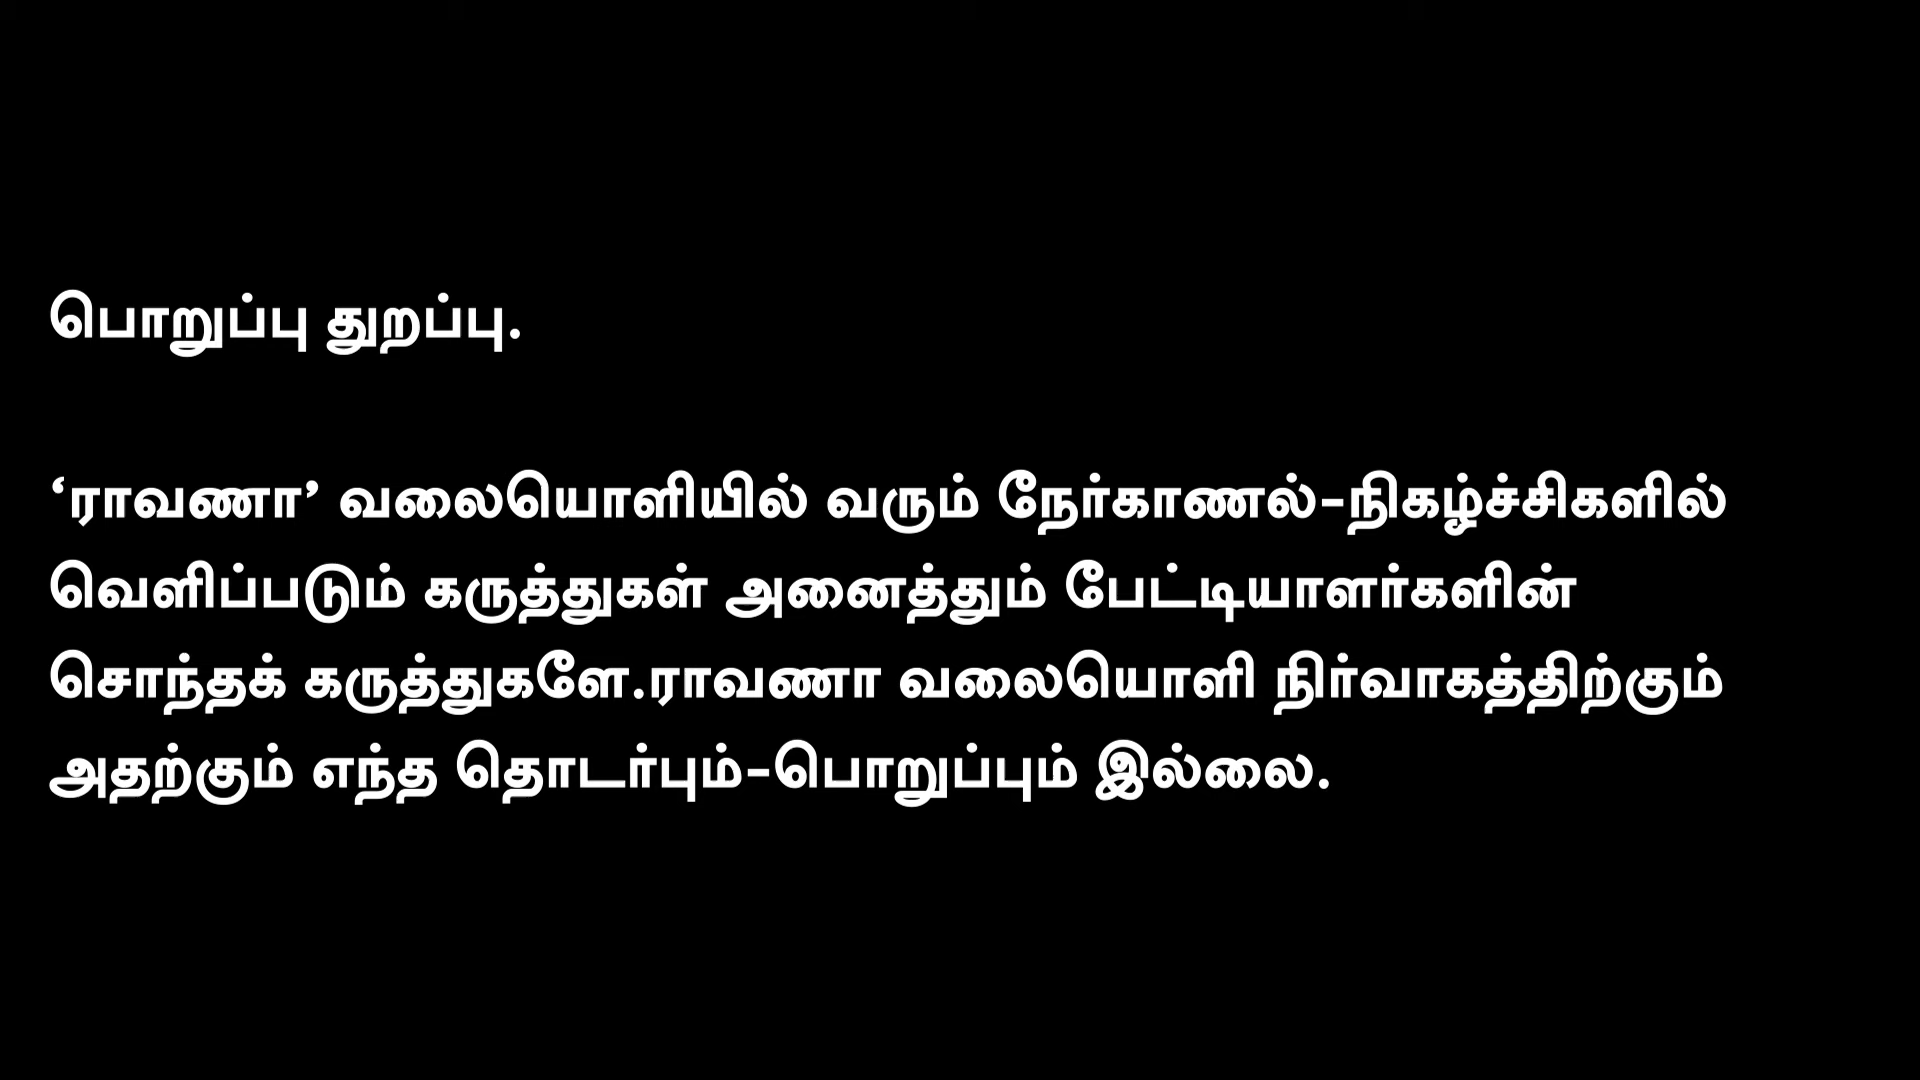 பொறுப்பு துறப்பு.
‘ராவணா’ வலையொளியில் வரும் நேர்காணல்-நிகழ்ச்சிகளில்
வெளிப்படும் கருத்துகள் அனைத்தும் பேட்டியாளர்களின்
சொந்தக் கருத்துகளே.ராவணா வலையொளி நிர்வாகத்திற்கும்
அதற்கும் எந்த தொடர்பும்-பொறுப்பும் இல்லை.